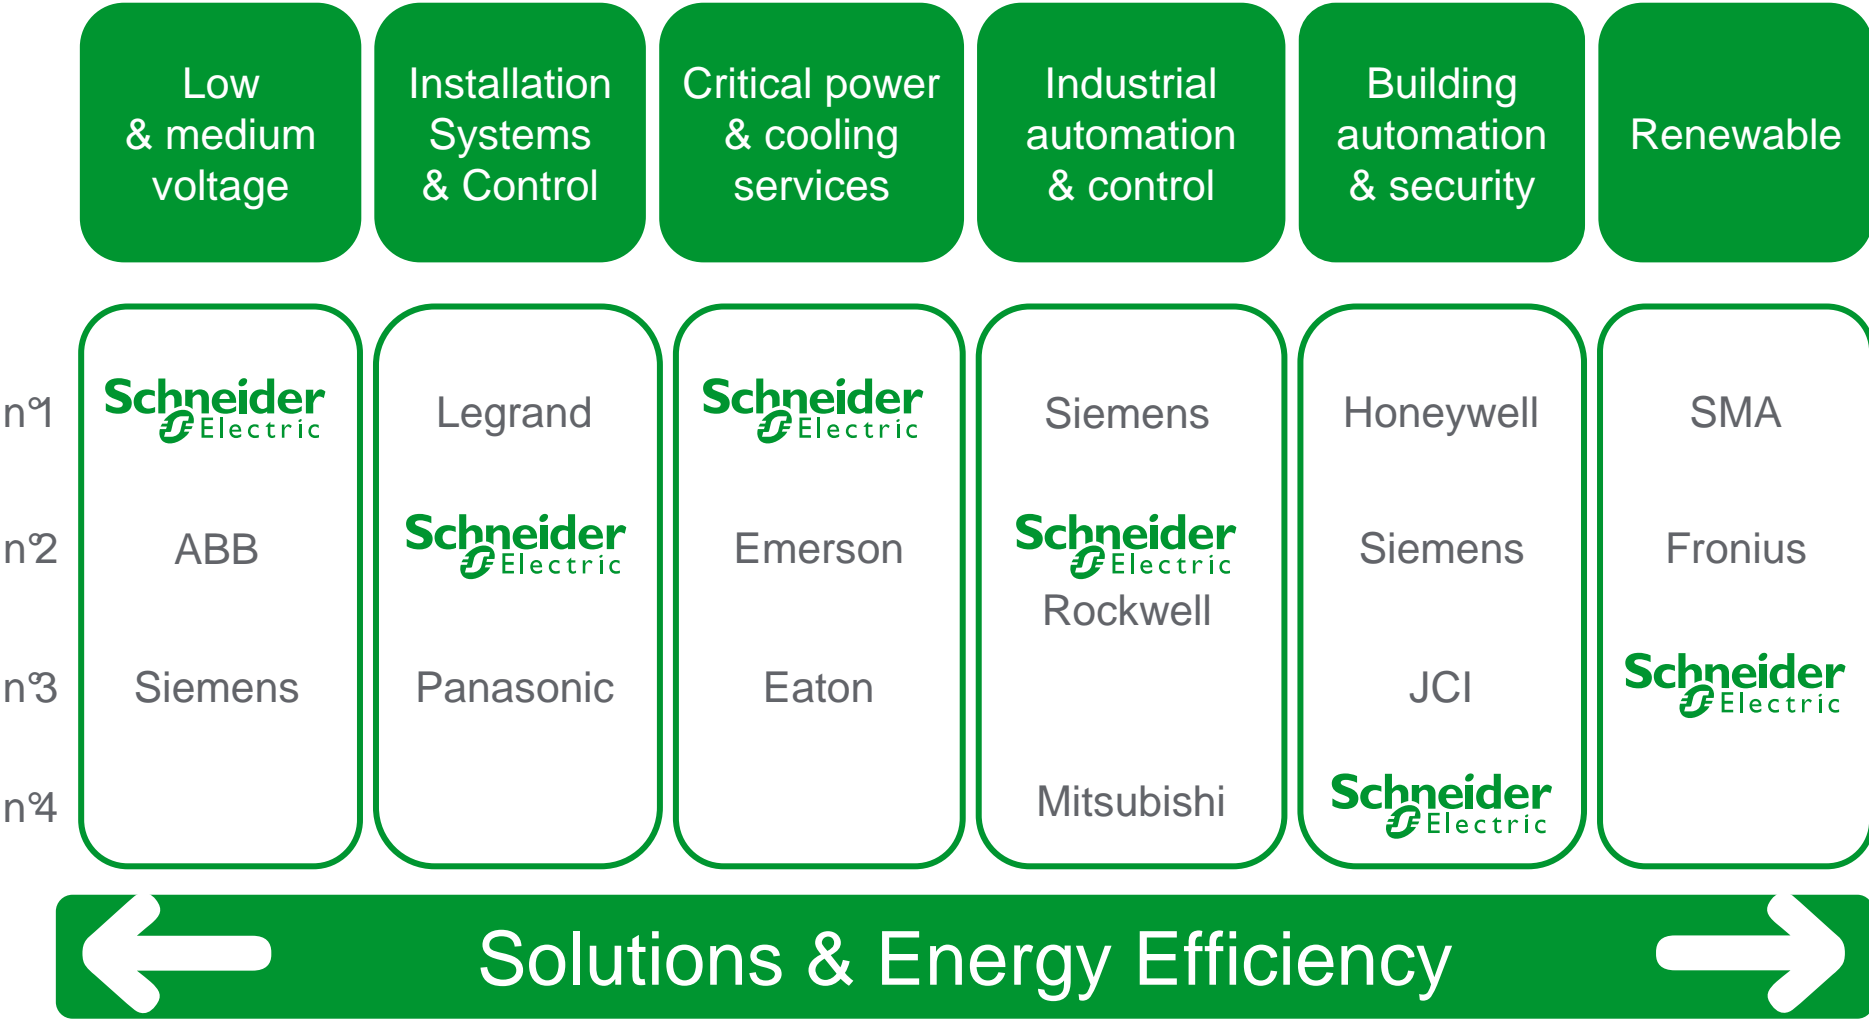 Low
& medium
voltage
Installation
Systems
& Control
Critical power
& cooling
services
Industrial
automation
& control
Building
automation
& security
Renewable
n°1
Schneider
Electric
Legrand
Schneider
Electric
Siemens
Honeywell
SMA
n°2
ABB
Schneider
Electric
Emerson
Schneider
Electric
Rockwell
Siemens
Fronius
n°3
Siemens
Panasonic
Eaton
JCI
Schneider
Electric
n°4
Mitsubishi
Schneider
Electric
Solutions & Energy Efficiency